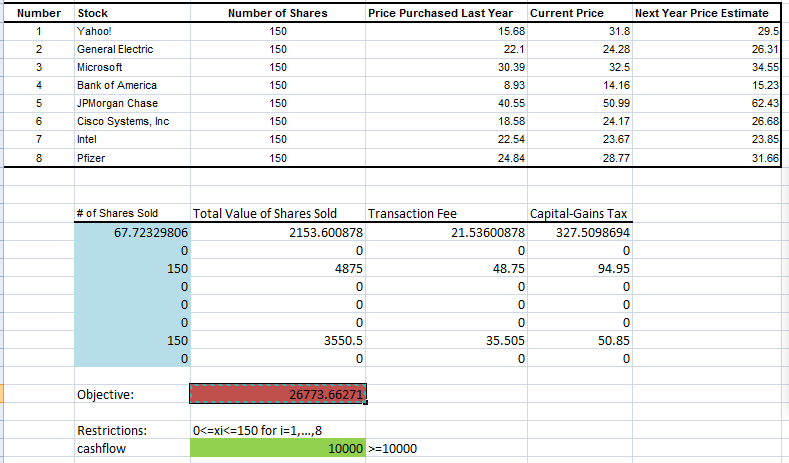 Number Stock Number of Shares Price Purchased Last Year Current Price Next Year Price Estimate
1 Yahoo! 150 15.68 31.8 29.5
2 General Electric 150 22.1 24.28 26.31
3 Microsoft 150 30.39 32.5 34.55
4 Bank of America 150 8.93 14.16 15.23
5 JPMorgan Chase 150 40.55 50.99 62.43
6 Cisco Systems, Inc 150 18.58 24.17 26.68
7 Intel 150 22.54 23.67 23.85
8 Pfizer 150 24.84 28.77 31.66
# of Shares Sold Total Value of Shares Sold Transaction Fee Capital-Gains Tax
67.72329806 2153.600878 21.53600878 327.5098694
0 0 0 0
150 4875 48.75 94.95
0 0 0 0
0 0 0 0
0 0 0 0
150 3550.5 35.505 50.85
0 0 0 0
Objective: 26773.66271
Restrictions: 0<=xi<=150 for i=1,...,8
cashflow 10000 >=10000